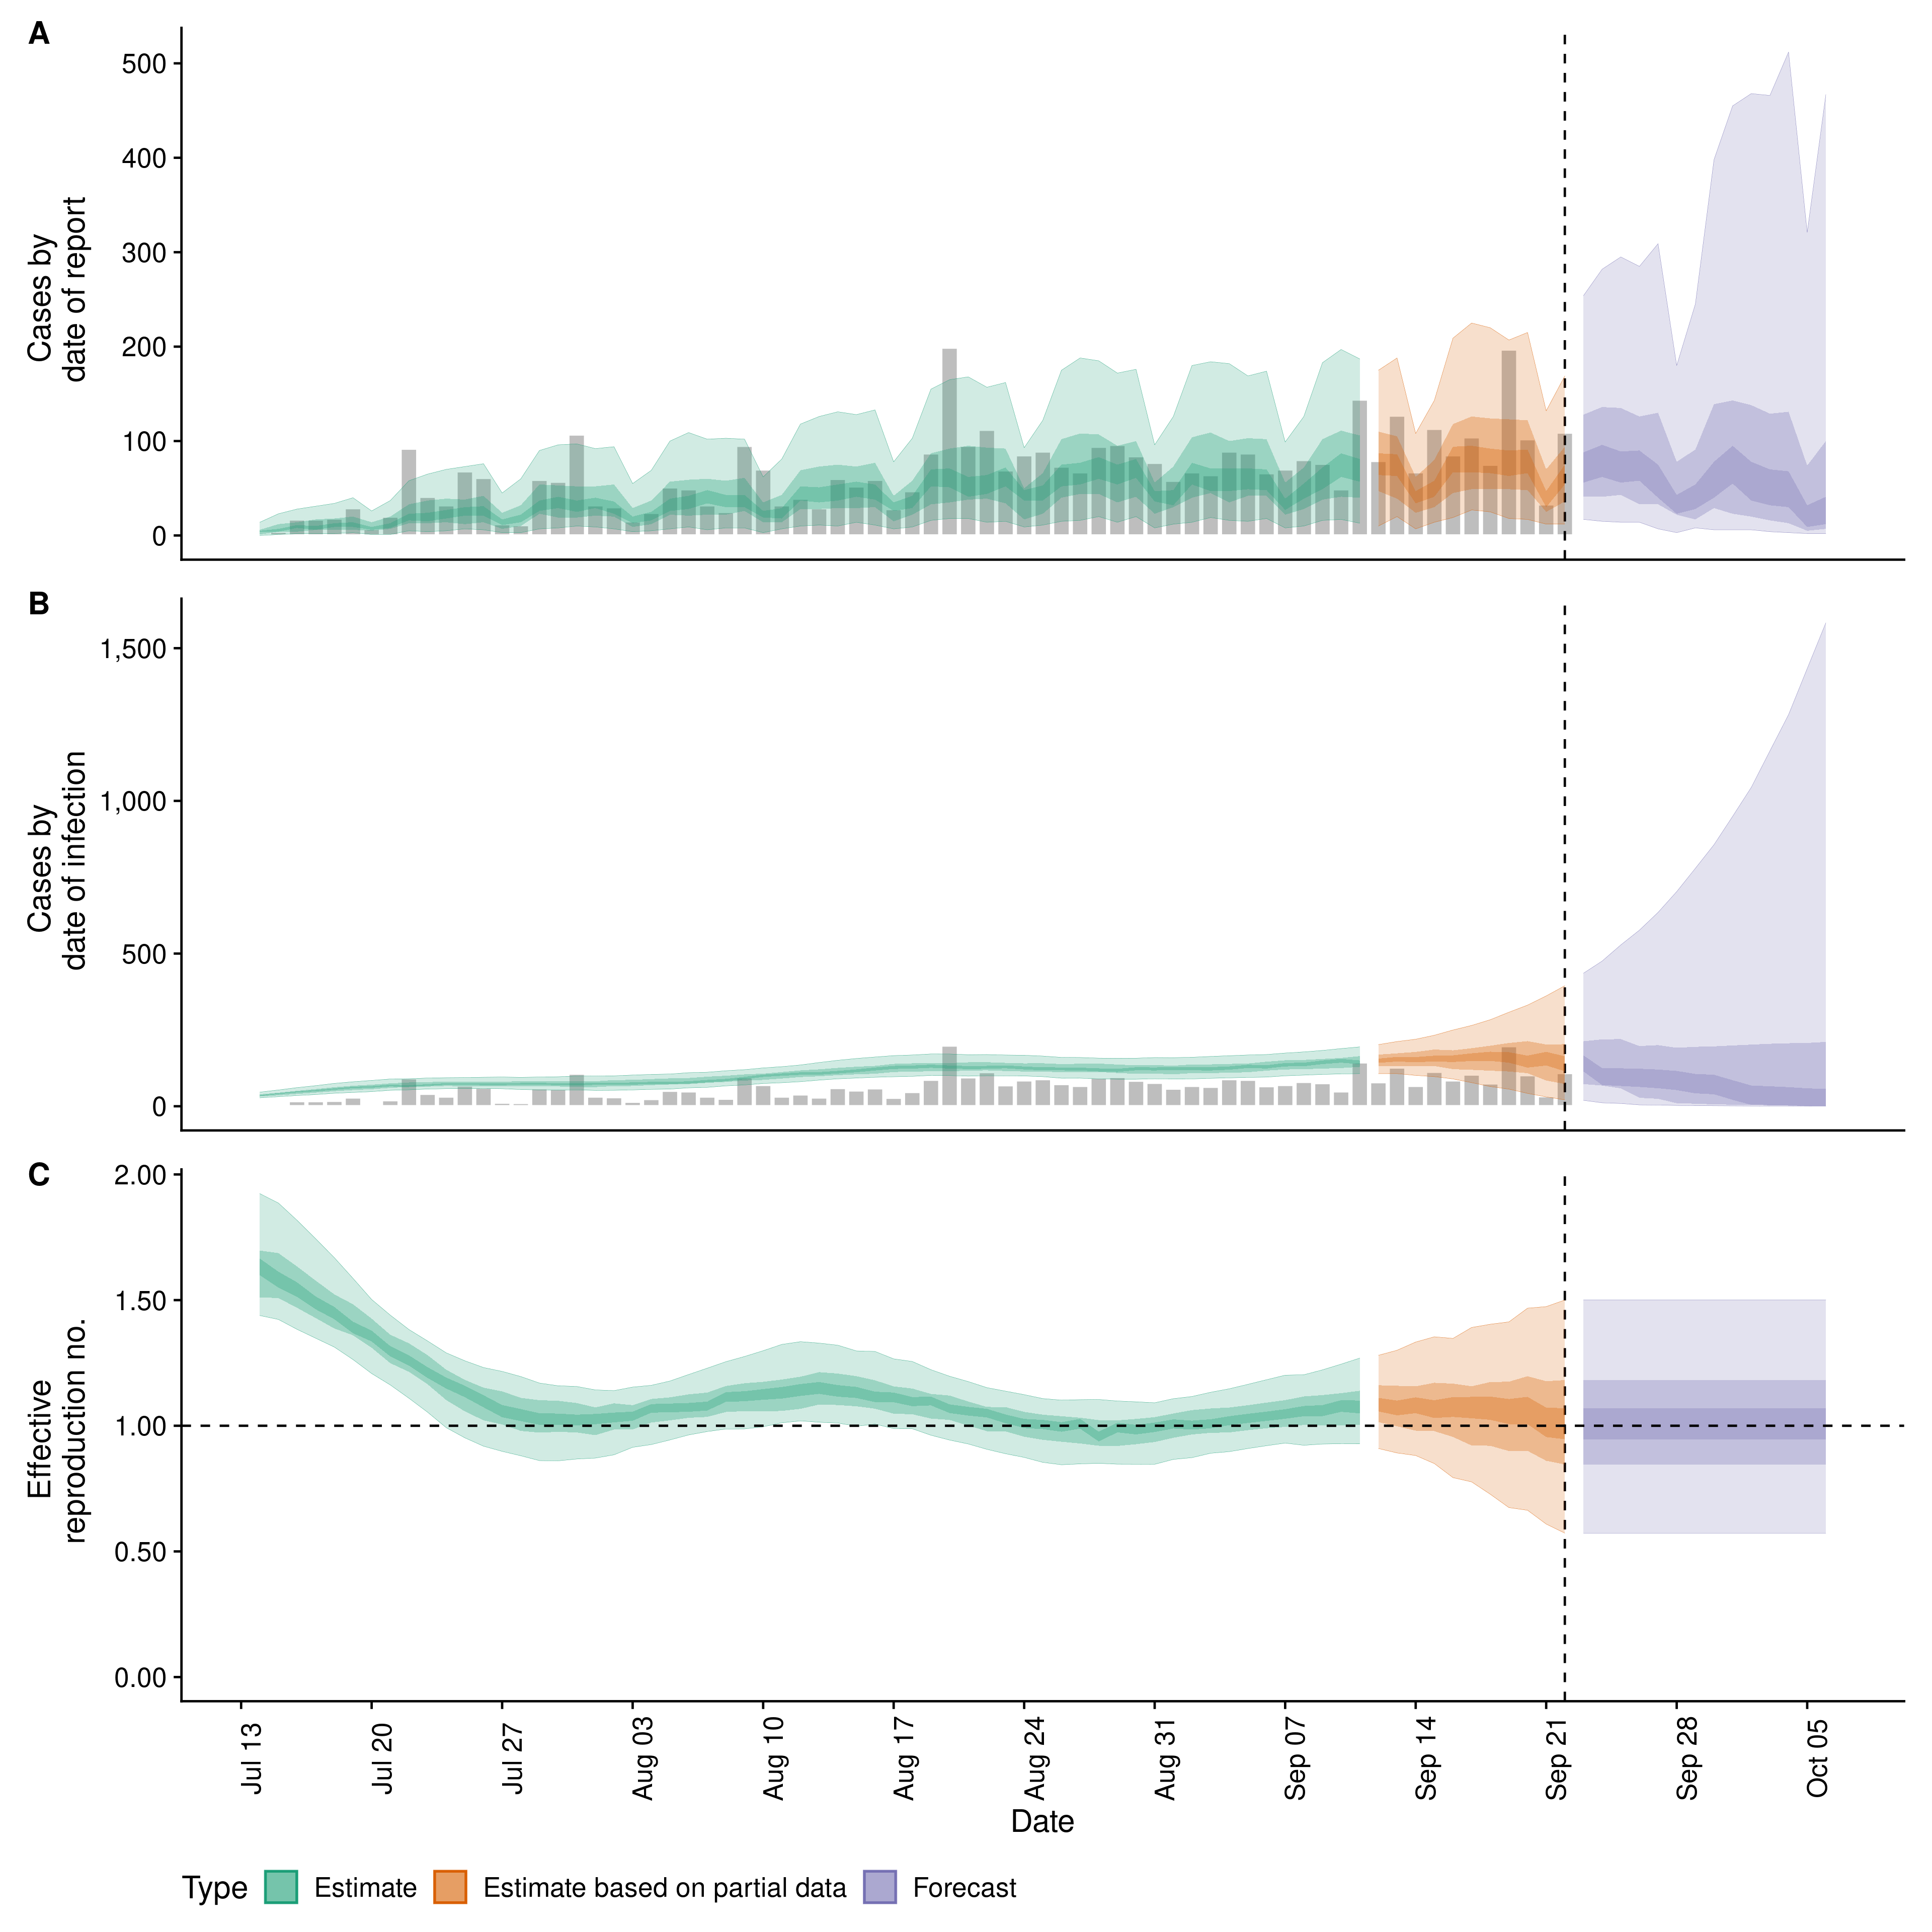 A
500
400
300
200
100
0
Cases by
date of report
B
1,500
1,000
500
0
Cases by
date of infection
C
2.00
1.50
1.00
0.50
0.00
Effective
reproduction no.
Jul 13
Jul 20
Jul 27
Aug 03
Aug 10
Aug 17
Aug 24
Aug 31
Sep 07
Sep 14
Sep 21
Sep 28
Oct 05
Date
Type Estimate Estimate based on partial data Forecast